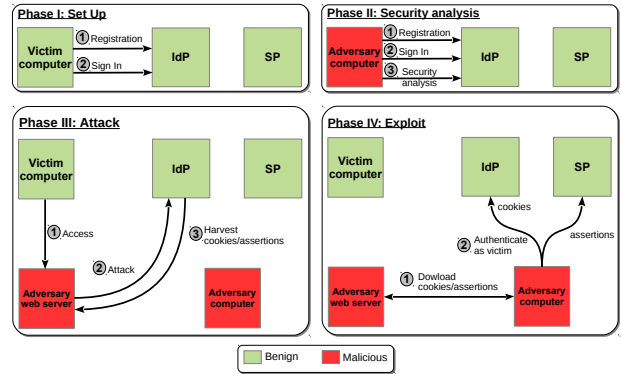 Phase I: Set Up
Victim
computer
1 Registration
2 Sign In
IdP
SP
Phase II: Security analysis
Adversary
computer
1 Registration
2 Sign In
3 Security
analysis
IdP
SP
Phase III: Attack
Victim
computer
IdP
SP
1 Access
2 Attack
3 Harvest
cookies/assertions
Adversary
web server
Adversary
computer
Phase IV: Exploit
Victim
computer
IdP
SP
cookies
assertions
2 Authenticate
as victim
1 Dowload
cookies/assertions
Adversary
web server
Adversary
computer
Benign
Malicious